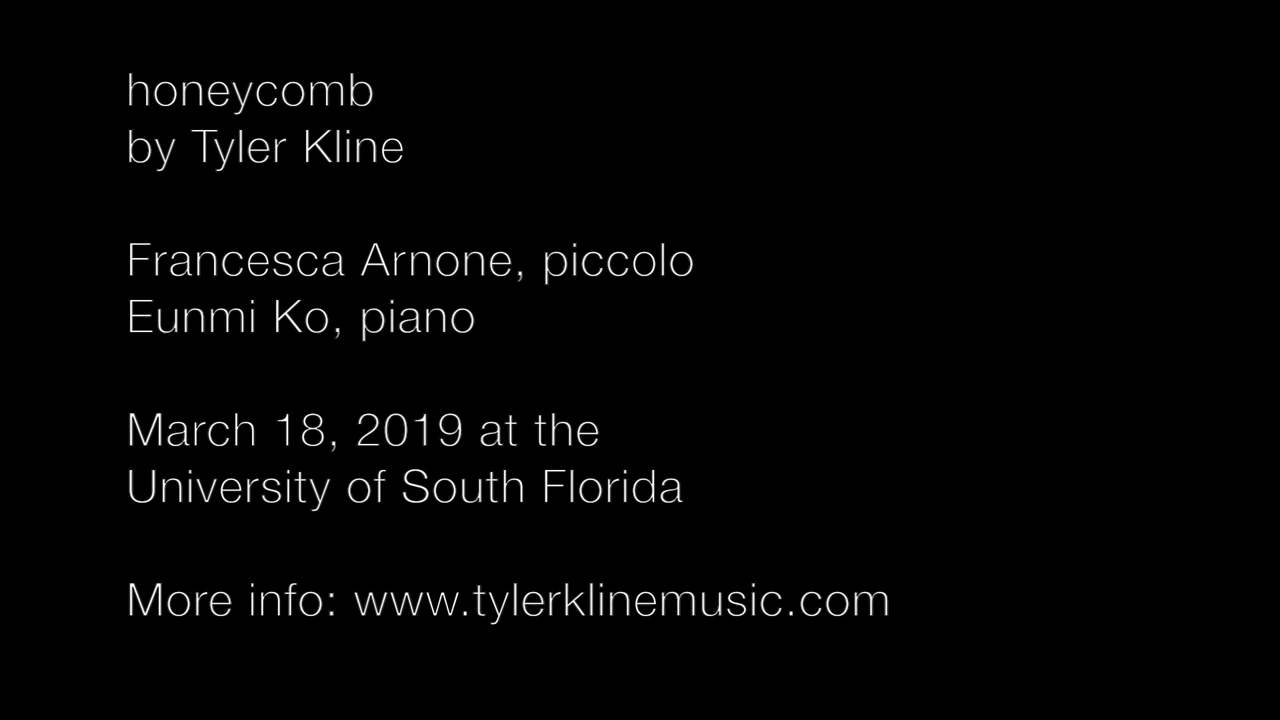 honeycomb
by Tyler Kline
Francesca Arnone, piccolo
Eunmi Ko, piano
March 18, 2019 at the
University of South Florida
More info: www.tylerklinemusic.com